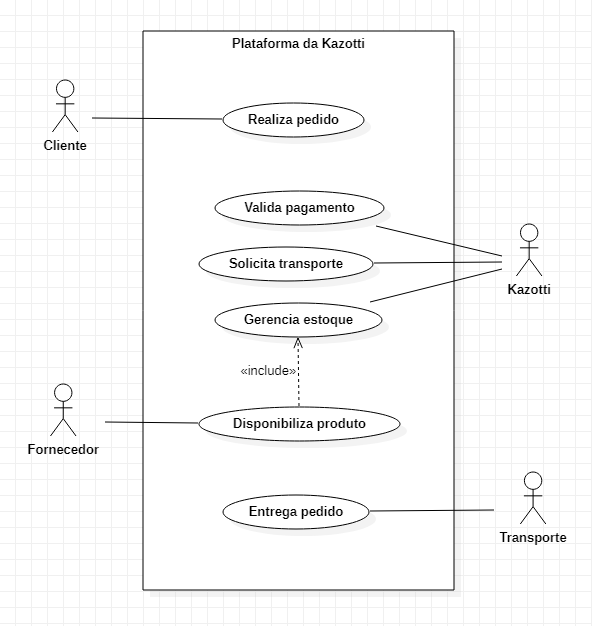 Plataforma da Kazotti
Realiza pedido
Cliente
Valida pagamento
Solicita transporte
Kazotti
Gerencia estoque
«include»
Disponibiliza produto
Fornecedor
Entrega pedido
Transporte